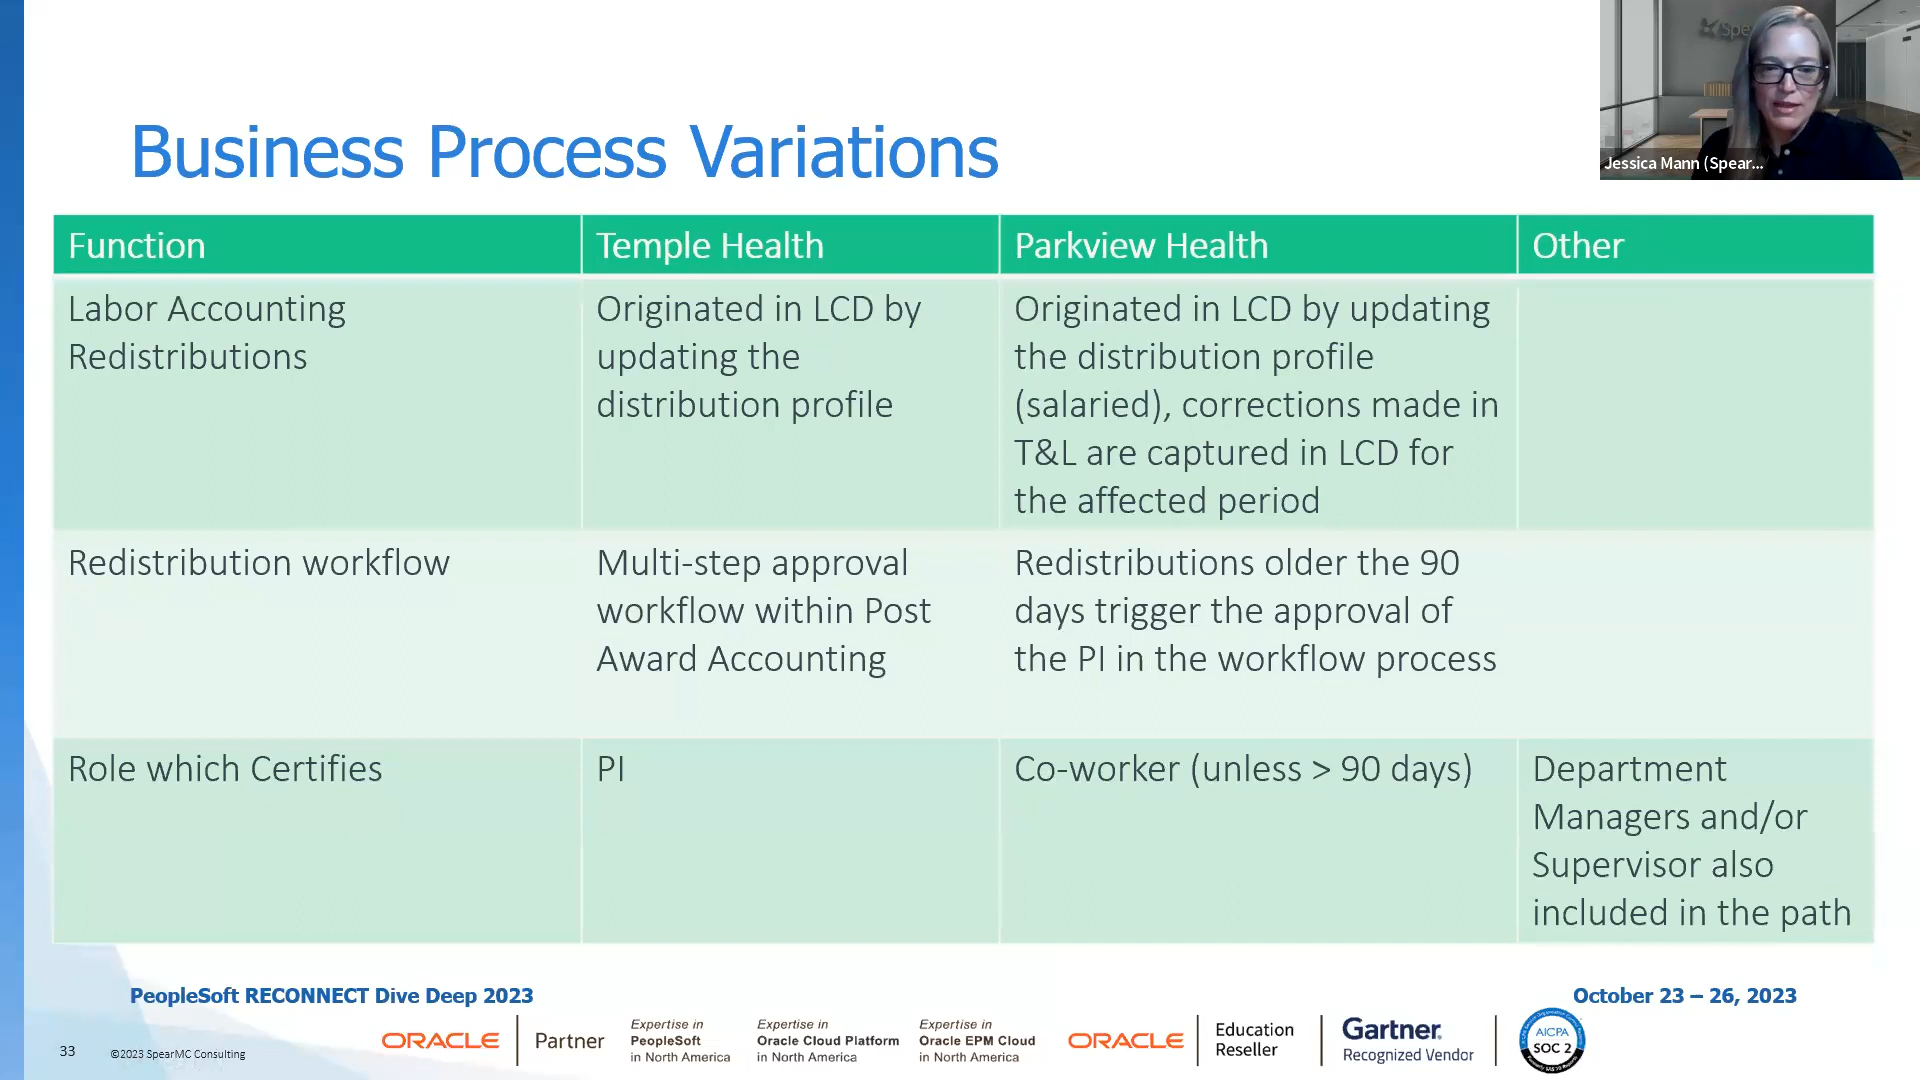 Spe
Jessica Mann (Spear...
Business Process Variations
Function
Temple Health
Parkview Health
Other
Labor Accounting
Redistributions
Originated in LCD by
updating the
distribution profile
Originated in LCD by updating
the distribution profile
(salaried), corrections made in
T&L are captured in LCD for
the affected period
Redistribution workflow
Multi-step approval
workflow within Post
Award Accounting
Redistributions older the 90
days trigger the approval of
the PI in the workflow process
Role which Certifies
PI
Co-worker (unless > 90 days)
Department
Managers and/or
Supervisor also
included in the path
PeopleSoft RECONNECT Dive Deep 2023
October 23 – 26, 2023
33
©2023 SpearMC Consulting
ORACLE
Partner
Expertise in
PeopleSoft
in North America
Expertise in
Oracle Cloud Platform
in North America
Expertise in
Oracle EPM Cloud
in North America
ORACLE
Education
Reseller
Gartner
Recognized Vendor
AICPA
SOC 2